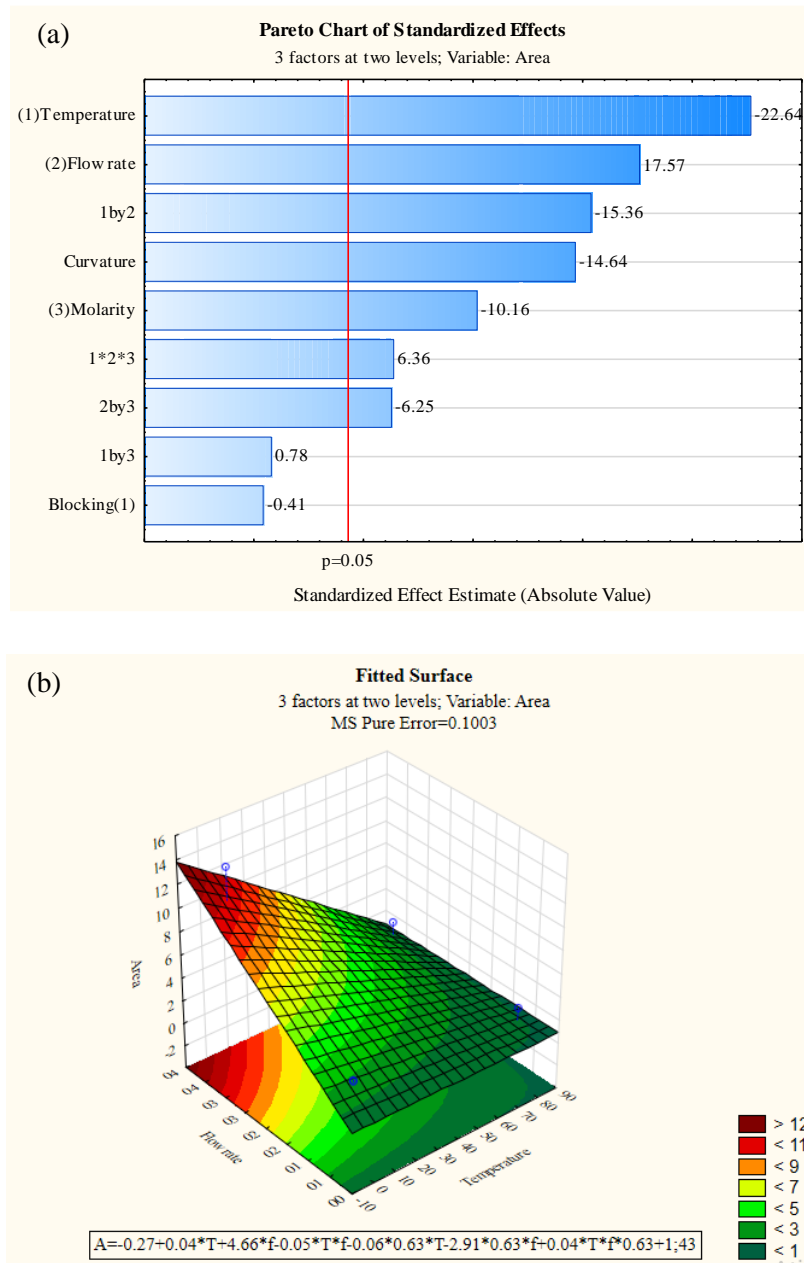 (a)
Pareto Chart of Standardized Effects
3 factors at two levels; Variable: Area
(1)Temperature
-22.64
(2)Flow rate
17.57
1by2
-15.36
Curvature
-14.64
(3)Molarity
-10.16
1*2*3
6.36
2by3
-6.25
1by3
0.78
Blocking(1)
-0.41
p=0.05
Standardized Effect Estimate (Absolute Value)
(b)
Fitted Surface
3 factors at two levels; Variable: Area
MS Pure Error=0.1003
16
14
12
10
8
6
4
2
0
-2
Area
Flow rate
-10
0
10
20
30
40
50
60
70
80
90
Temperature
> 12
< 11
< 9
< 7
< 5
< 3
< 1
A=-0.27+0.04*T+4.66*f-0.05*T*f-0.06*0.63*T-2.91*0.63*f+0.04*T*f*0.63+1;43